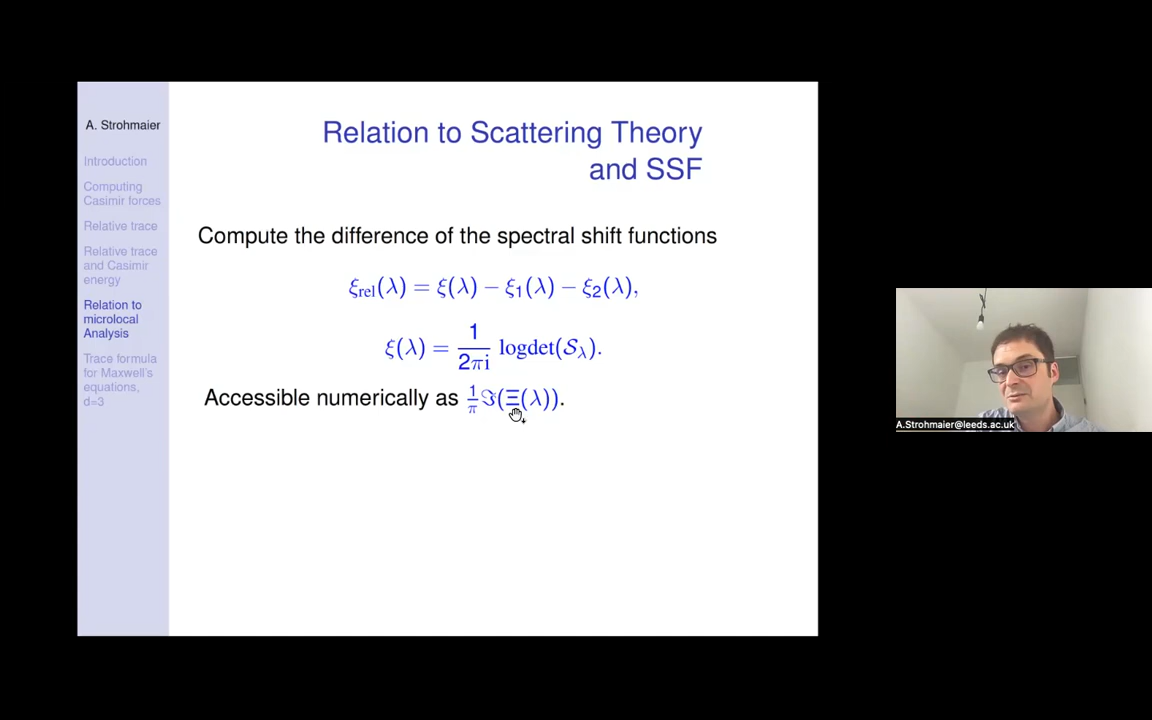 A. Strohmaier
Introduction
Computing
Casimir forces
Relative trace
Relative trace
and Casimir
energy
Relation to
microlocal
Analysis
Trace formula
for Maxwell's
equations,
d=3
Relation to Scattering Theory
and SSF
Compute the difference of the spectral shift functions
ξrel(λ) = ξ(λ) − ξ1(λ) − ξ2(λ),
ξ(λ) = 1/2πi logdet(𝒮λ).
Accessible numerically as 1/π ℑ(Ξ(λ)).
A.Strohmaier@leeds.ac.uk